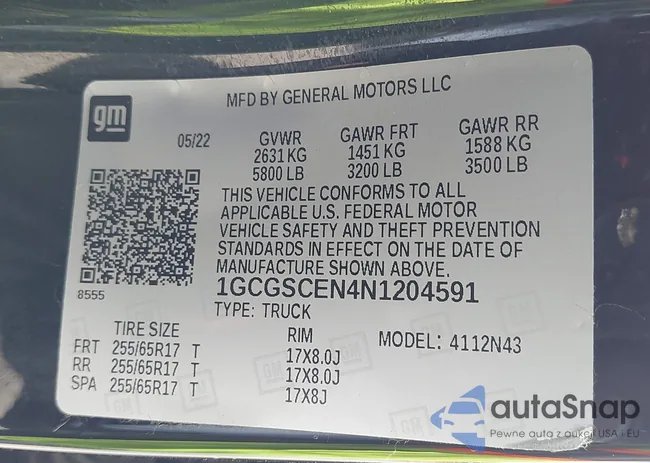 gm
MFD BY GENERAL MOTORS LLC
05/22
GVWR GAWR FRT GAWR RR
2631 KG 1451 KG 1588 KG
5800 LB 3200 LB 3500 LB
THIS VEHICLE CONFORMS TO ALL
APPLICABLE U.S. FEDERAL MOTOR
VEHICLE SAFETY AND THEFT PREVENTION
STANDARDS IN EFFECT ON THE DATE OF
MANUFACTURE SHOWN ABOVE.
8555
1GCGSCEN4N1204591
TYPE: TRUCK
TIRE SIZE RIM MODEL: 4112N43
FRT 255/65R17 T 17X8.0J
RR 255/65R17 T 17X8.0J
SPA 255/65R17 T 17X8J
autaSnap
Pewne auta z aukcji USA i EU